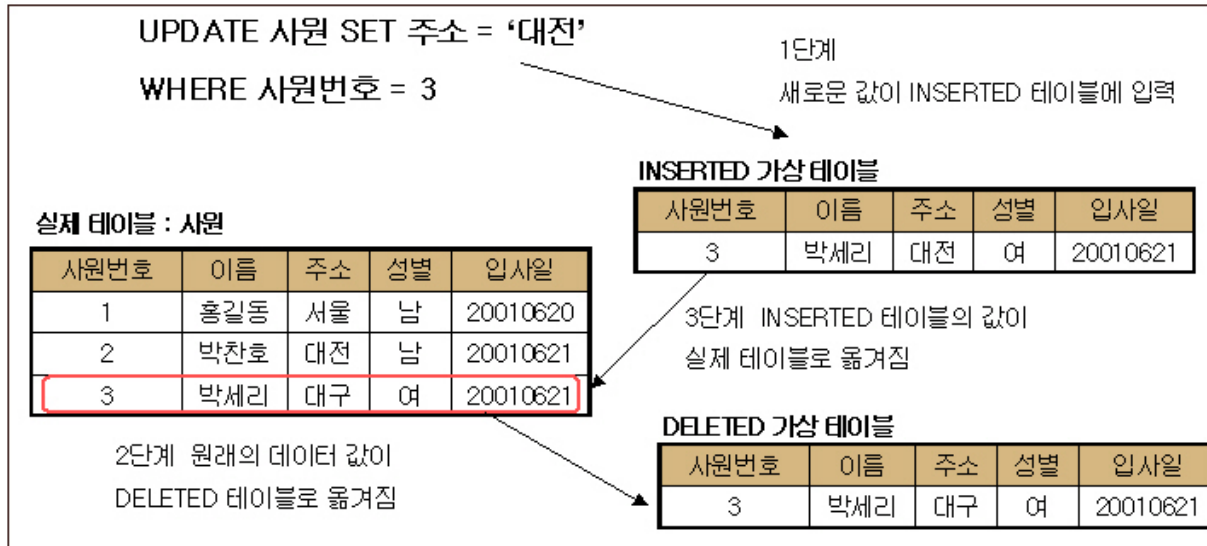 UPDATE 사원 SET 주소 = ‘대전’
WHERE 사원번호 = 3
1단계
새로운 값이 INSERTED 테이블에 입력
INSERTED 가상 테이블
사원번호 이름 주소 성별 입사일
3 박세리 대전 여 20010621
실제 테이블 : 사원
사원번호 이름 주소 성별 입사일
1 홍길동 서울 남 20010620
2 박찬호 대전 남 20010621
3 박세리 대구 여 20010621
3단계 INSERTED 테이블의 값이
실제 테이블로 옮겨짐
2단계 원래의 데이터 값이
DELETED 테이블로 옮겨짐
DELETED 가상 테이블
사원번호 이름 주소 성별 입사일
3 박세리 대구 여 20010621